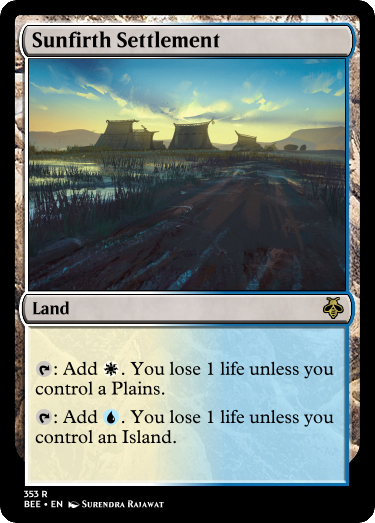 Sunfirth Settlement
Land
: Add . You lose 1 life unless you
control a Plains.
: Add . You lose 1 life unless you
control an Island.
353 R
BEE • EN Surendra Rajawat